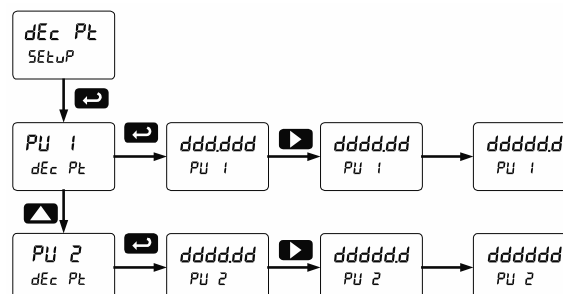 dEc Pt
SEtuP
PU 1
dEc Pt
ddd.ddd
PU 1
dddd.dd
PU 1
ddddd.d
PU 1
PU 2
dEc Pt
dddd.dd
PU 2
ddddd.d
PU 2
dddddd
PU 2